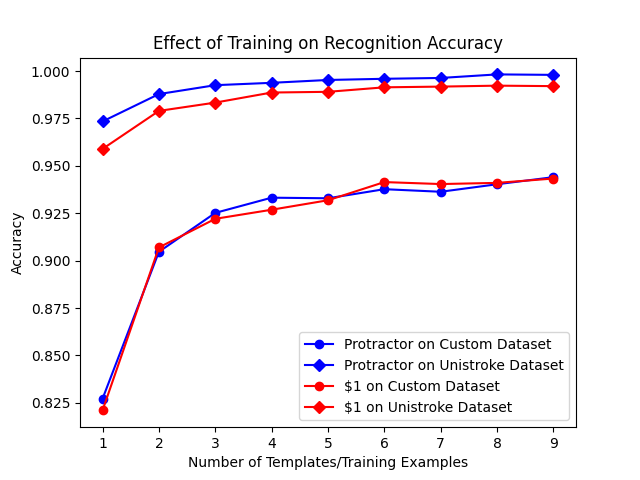 Effect of Training on Recognition Accuracy
1.000
0.975
0.950
0.925
0.900
0.875
0.850
0.825
Accuracy
Protractor on Custom Dataset
Protractor on Unistroke Dataset
$1 on Custom Dataset
$1 on Unistroke Dataset
1 2 3 4 5 6 7 8 9
Number of Templates/Training Examples